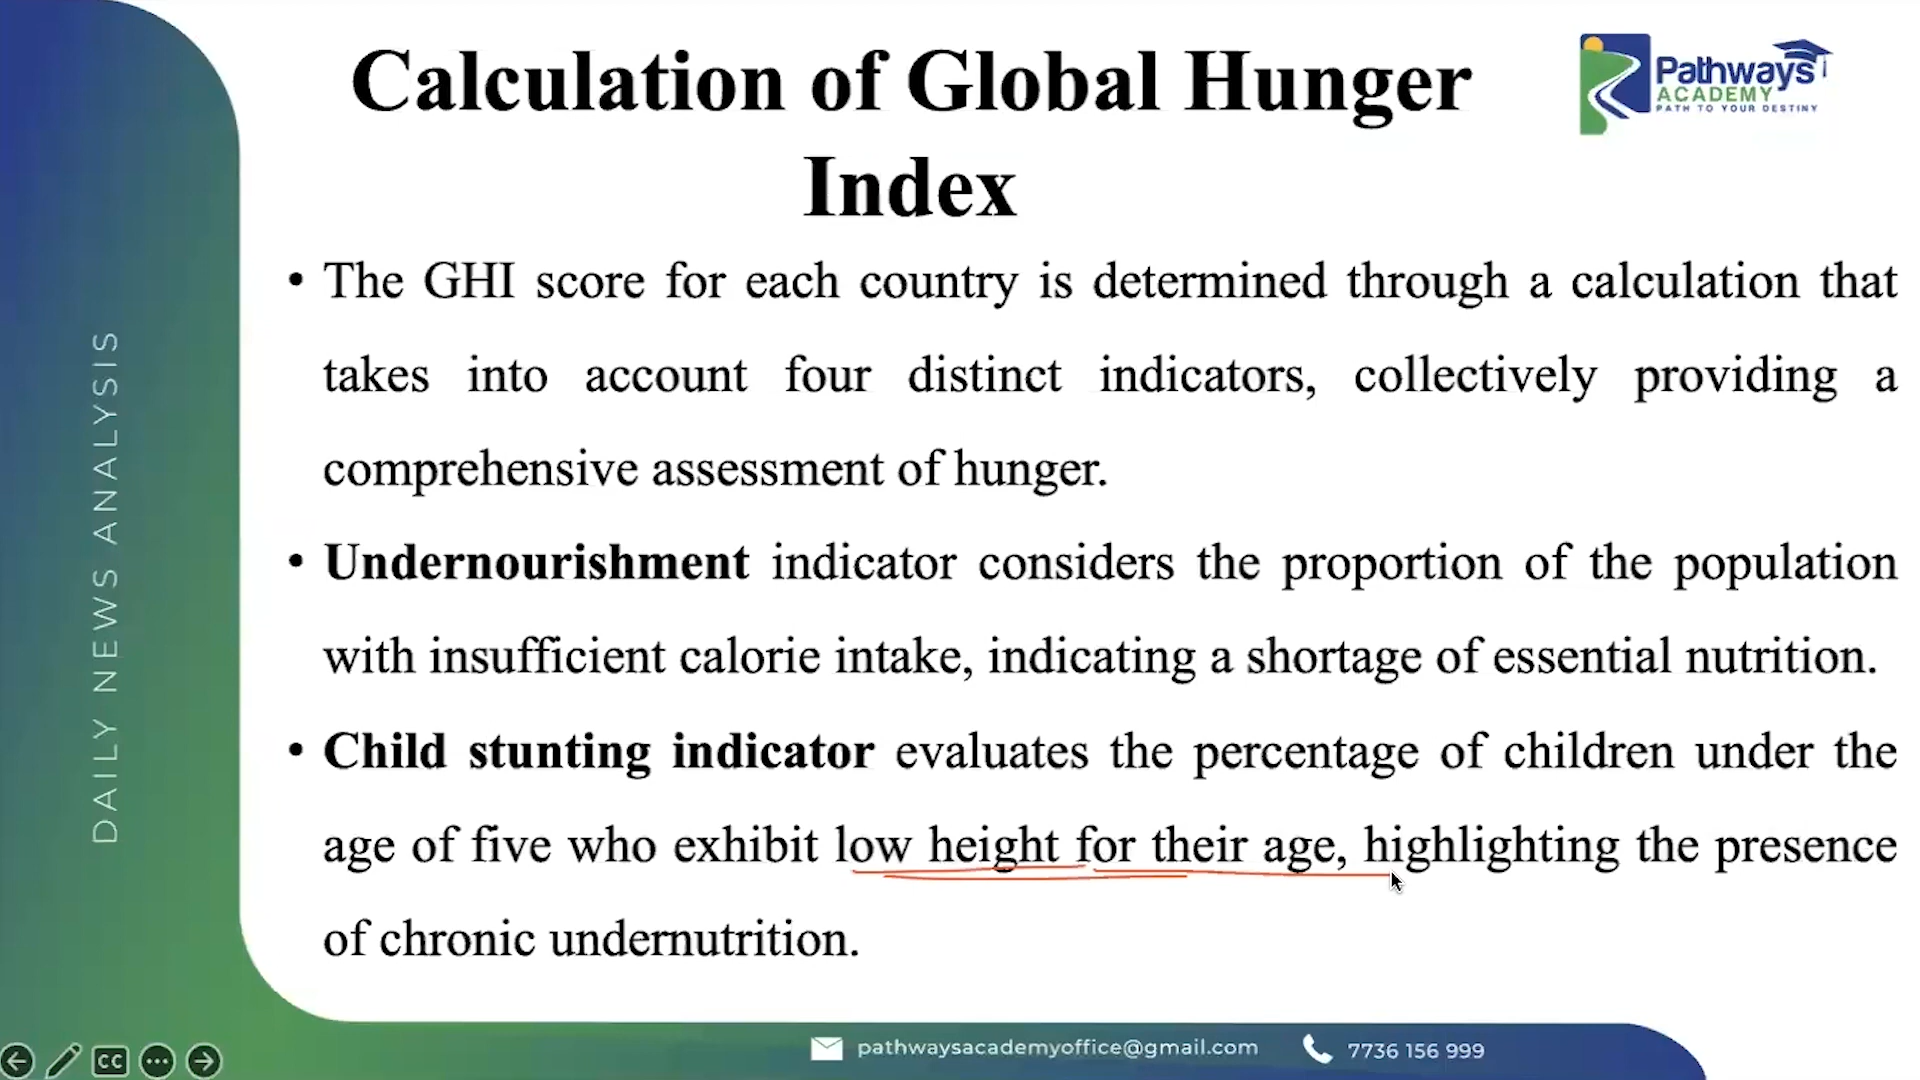 Calculation of Global Hunger
Index
Pathways
ACADEMY
PATH TO YOUR DESTINY
• The GHI score for each country is determined through a calculation that
takes into account four distinct indicators, collectively providing a
comprehensive assessment of hunger.
• Undernourishment indicator considers the proportion of the population
with insufficient calorie intake, indicating a shortage of essential nutrition.
• Child stunting indicator evaluates the percentage of children under the
age of five who exhibit low height for their age, highlighting the presence
of chronic undernutrition.
DAILY NEWS ANALYSIS
CC
pathwaysacademyoffice@gmail.com
7736 156 999